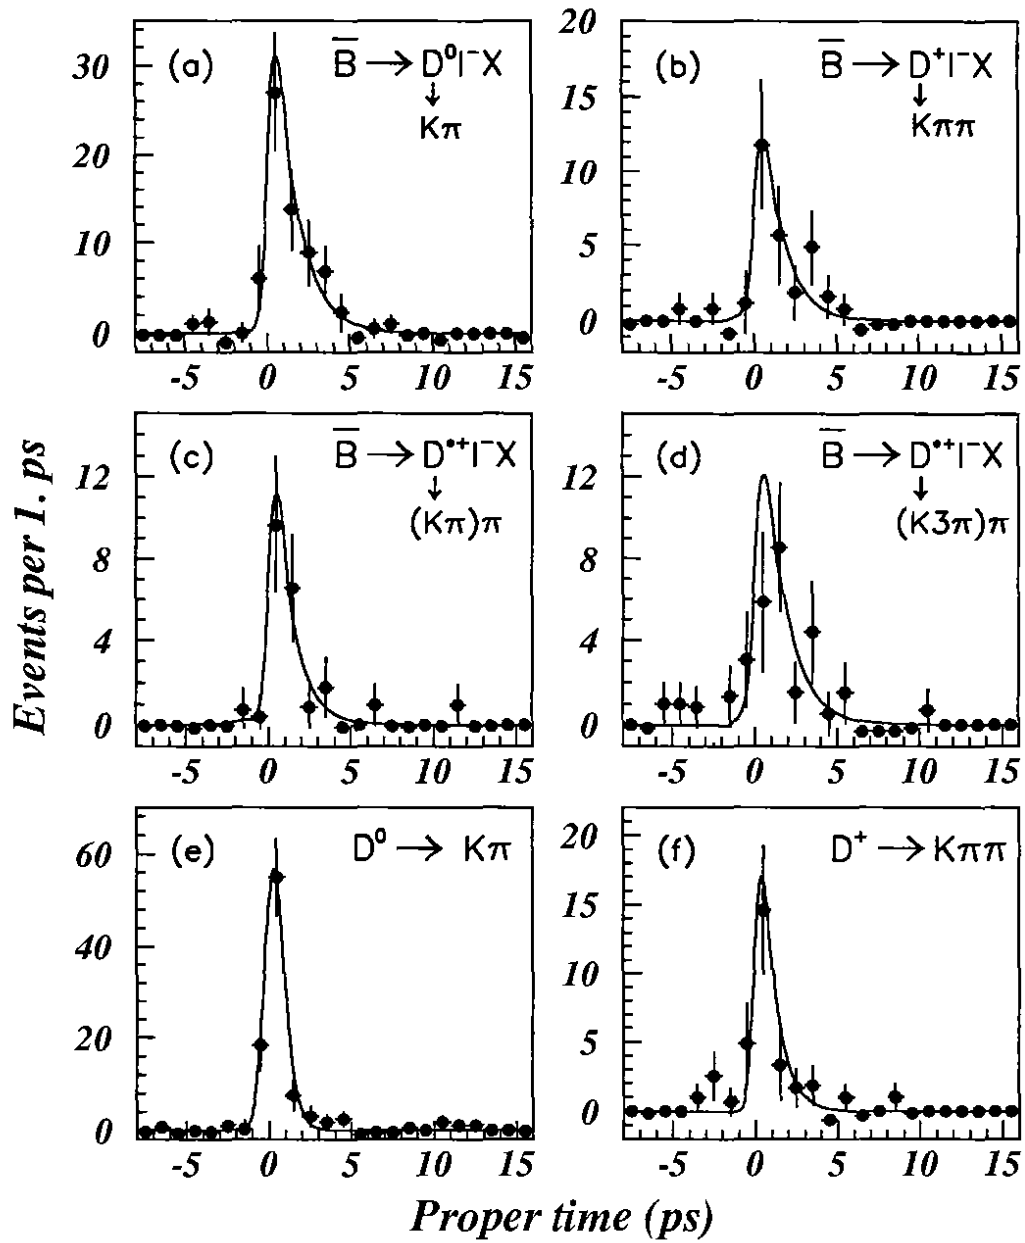 (a) B̅ → D⁰l⁻X
↓
Kπ
30
20
10
0
-5 0 5 10 15
(b) B̅ → D⁺l⁻X
↓
Kππ
20
15
10
5
0
-5 0 5 10 15
(c) B̅ → D*⁺l⁻X
↓
(Kπ)π
12
8
4
0
-5 0 5 10 15
(d) B̅ → D*⁺l⁻X
↓
(K3π)π
12
8
4
0
-5 0 5 10 15
(e) D⁰ → Kπ
60
40
20
0
-5 0 5 10 15
(f) D⁺ → Kππ
20
15
10
5
0
-5 0 5 10 15
Events per 1. ps
Proper time (ps)